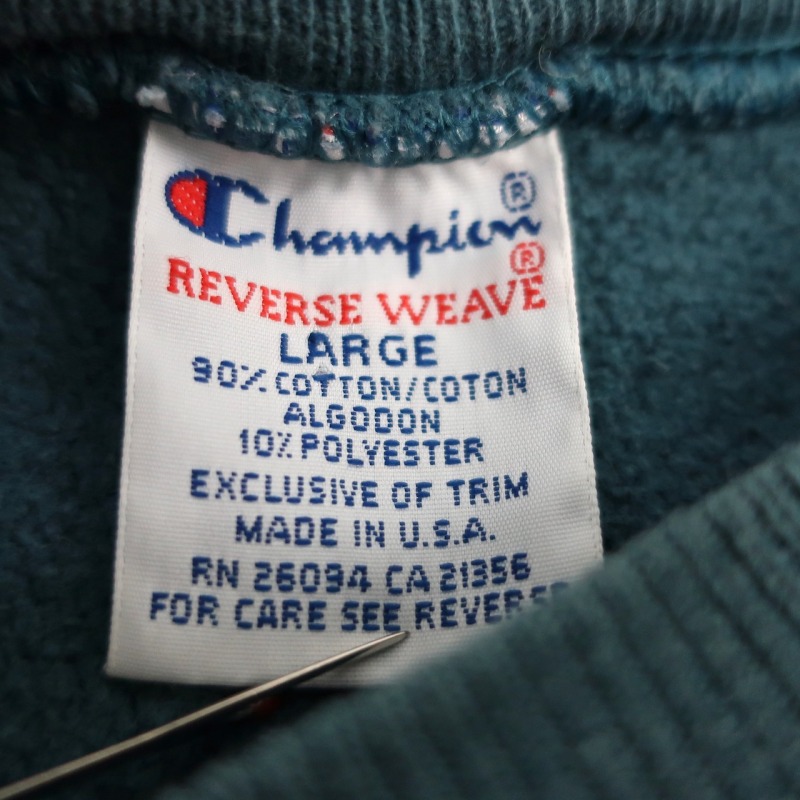 Champion ®
REVERSE WEAVE ®
LARGE
90% COTTON/COTON
ALGODON
10% POLYESTER
EXCLUSIVE OF TRIM
MADE IN U.S.A.
RN 26094 CA 21356
FOR CARE SEE REVERSE